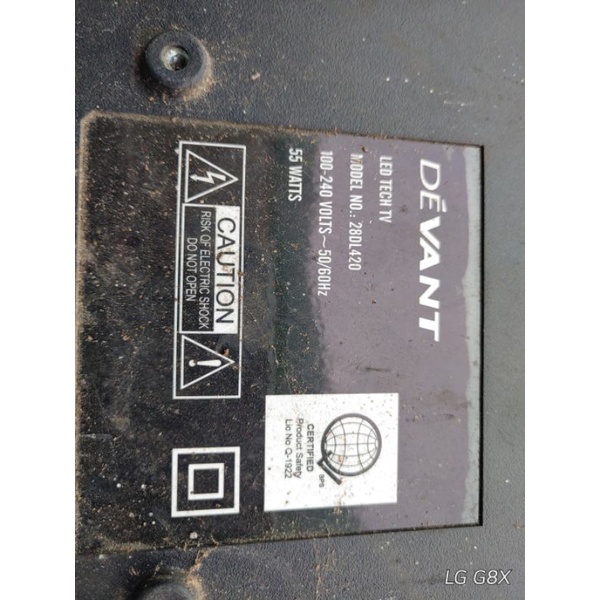 DEVANT
LED TECH TV
MODEL NO.: 28DL420
100-240 VOLTS~50/60Hz
55 WATTS
CAUTION
RISK OF ELECTRIC SHOCK
DO NOT OPEN
BPS
CERTIFIED
Product Safety
Lic No Q-1922
LG G8X